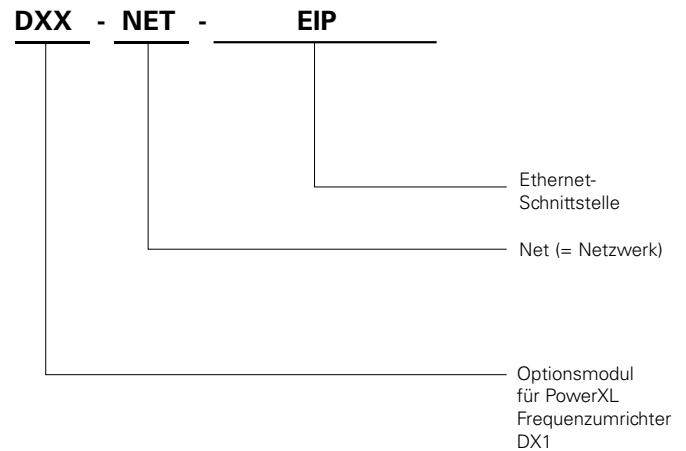 DXX - NET - EIP
Ethernet-
Schnittstelle
Net (= Netzwerk)
Optionsmodul
für PowerXL
Frequenzumrichter
DX1